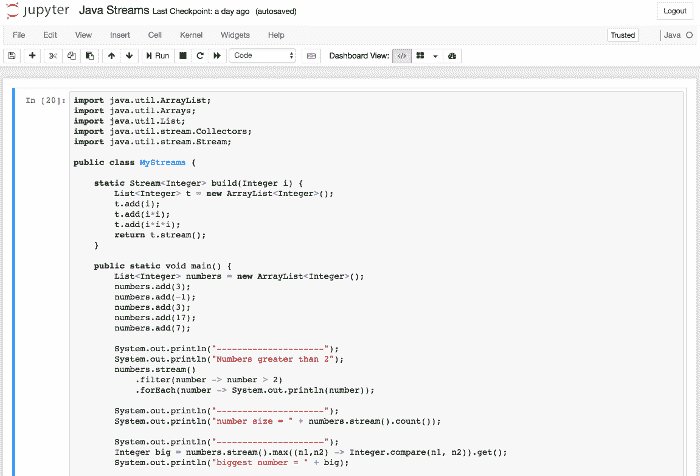 jupyter Java Streams Last Checkpoint: a day ago (autosaved) Logout
File Edit View Insert Cell Kernel Widgets Help Trusted Java
Run Code Dashboard View:
In [20]: import java.util.ArrayList;
import java.util.Arrays;
import java.util.List;
import java.util.stream.Collectors;
import java.util.stream.Stream;
public class MyStreams {
static Stream<Integer> build(Integer i) {
List<Integer> t = new ArrayList<Integer>();
t.add(i);
t.add(i*i);
t.add(i*i*i);
return t.stream();
}
public static void main() {
List<Integer> numbers = new ArrayList<Integer>();
numbers.add(3);
numbers.add(-1);
numbers.add(3);
numbers.add(17);
numbers.add(7);
System.out.println("---------------------");
System.out.println("Numbers greater than 2");
numbers.stream()
.filter(number -> number > 2)
.forEach(number -> System.out.println(number));
System.out.println("---------------------");
System.out.println("number size = " + numbers.stream().count());
System.out.println("---------------------");
Integer big = numbers.stream().max((n1,n2) -> Integer.compare(n1, n2)).get();
System.out.println("biggest number = " + big);